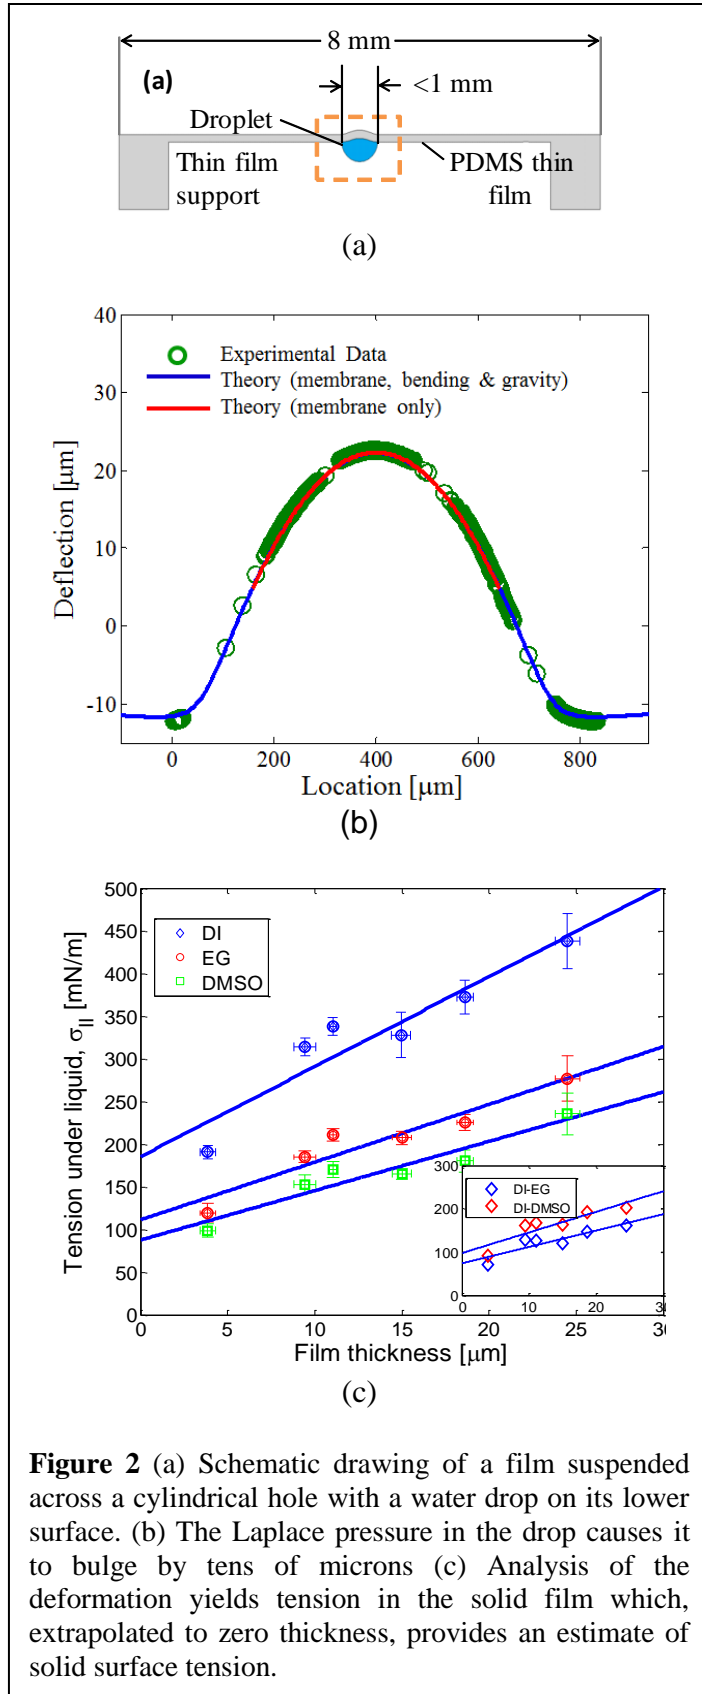 8 mm
(a)
<1 mm
Droplet
Thin film
support
PDMS thin
film
(a)
40
30
20
10
0
-10
Deflection [μm]
Experimental Data
Theory (membrane, bending & gravity)
Theory (membrane only)
0 200 400 600 800
Location [μm]
(b)
500
450
400
350
300
250
200
150
100
50
0
Tension under liquid, σ_II [mN/m]
DI
EG
DMSO
300
200
100
0
DI-EG
DI-DMSO
0 10 20 30
0 5 10 15 20 25 30
Film thickness [μm]
(c)
Figure 2 (a) Schematic drawing of a film suspended
across a cylindrical hole with a water drop on its lower
surface. (b) The Laplace pressure in the drop causes it
to bulge by tens of microns (c) Analysis of the
deformation yields tension in the solid film which,
extrapolated to zero thickness, provides an estimate of
solid surface tension.